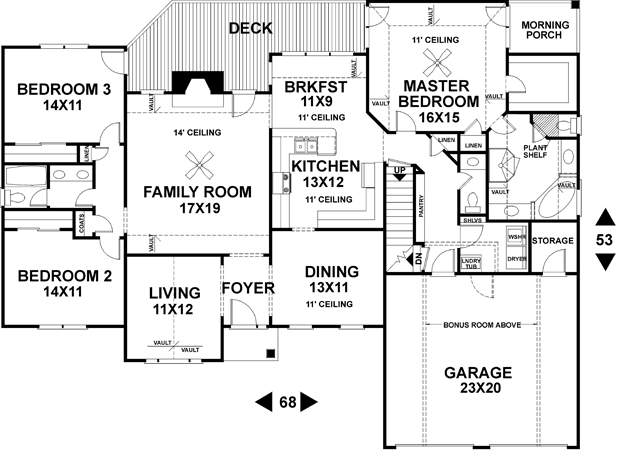 DECK
VAULT
11' CEILING
MORNING
PORCH
BEDROOM 3
14X11
VAULT
VAULT
BRKFST
11X9
11' CEILING
VAULT
MASTER
BEDROOM
16X15
VAULT
14' CEILING
LINEN
LINEN
LINEN
PLANT
SHELF
KITCHEN
13X12
11' CEILING
UP
FAMILY ROOM
17X19
VAULT
VAULT
PANTRY
COATS
SHLVS
VAULT
WSHR
DRYER
STORAGE
53
BEDROOM 2
14X11
LIVING
11X12
FOYER
DINING
13X11
11' CEILING
DN
LNDRY
TUB
BONUS ROOM ABOVE
VAULT
VAULT
GARAGE
23X20
68